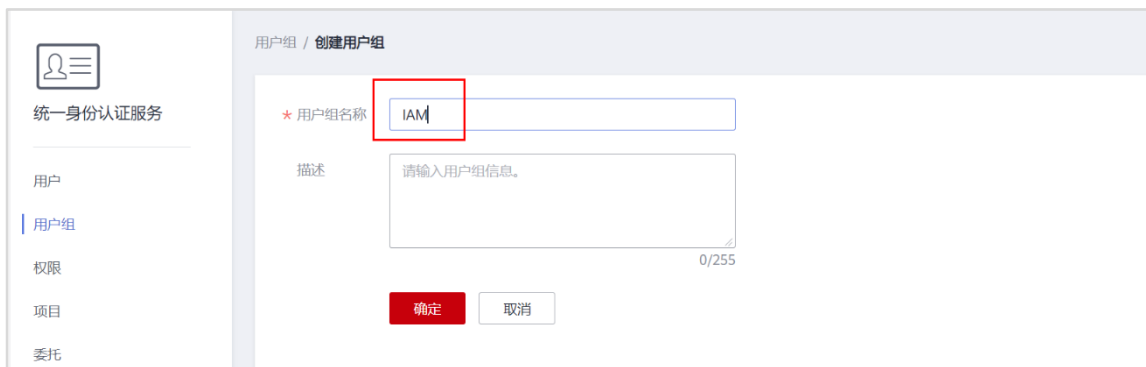 统一身份认证服务
用户
用户组
权限
项目
委托
用户组 / 创建用户组
* 用户组名称 IAM
描述 请输入用户组信息。
0/255
确定 取消